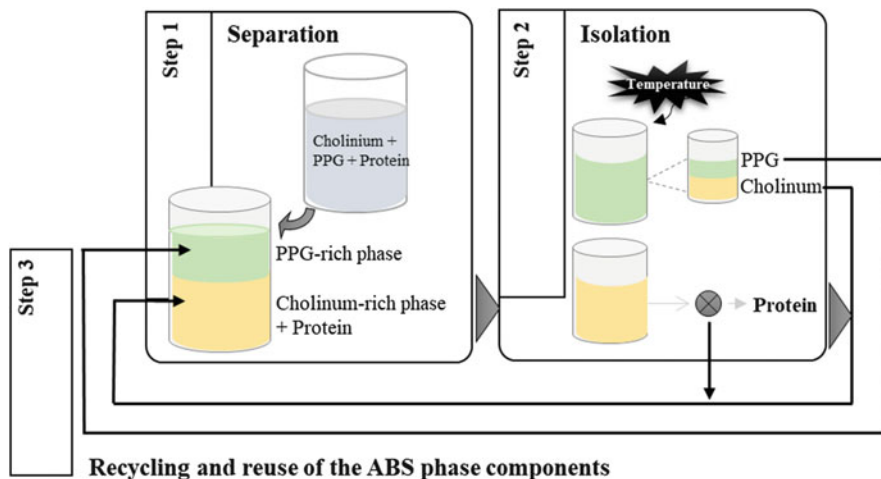 Step 1
Separation
Cholinium +
PPG + Protein
PPG-rich phase
Cholinum-rich phase
+ Protein
Step 2
Isolation
Temperature
PPG
Cholinum
Protein
Step 3
Recycling and reuse of the ABS phase components